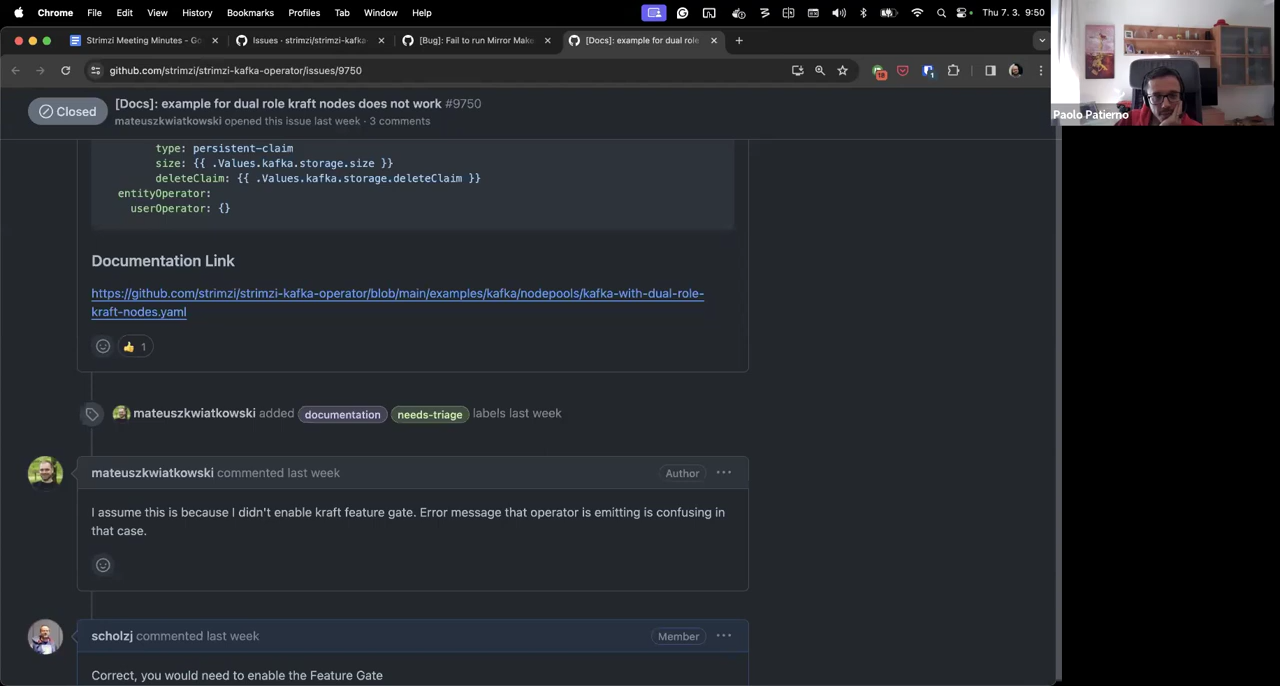 Chrome File Edit View History Bookmarks Profiles Tab Window Help Thu 7. 3. 9:50
Strimzi Meeting Minutes - Go
Issues · strimzi/strimzi-kafka-
[Bug]: Fail to run Mirror Make
[Docs]: example for dual role
github.com/strimzi/strimzi-kafka-operator/issues/9750
18
1
Paolo Patierno
Closed
[Docs]: example for dual role kraft nodes does not work #9750
mateuszkwiatkowski opened this issue last week · 3 comments
type: persistent-claim
size: {{ .Values.kafka.storage.size }}
deleteClaim: {{ .Values.kafka.storage.deleteClaim }}
entityOperator:
userOperator: {}
Documentation Link
https://github.com/strimzi/strimzi-kafka-operator/blob/main/examples/kafka/nodepools/kafka-with-dual-role-
kraft-nodes.yaml
👍 1
mateuszkwiatkowski added documentation needs-triage labels last week
mateuszkwiatkowski commented last week Author ···
I assume this is because I didn't enable kraft feature gate. Error message that operator is emitting is confusing in
that case.
scholzj commented last week Member ···
Correct, you would need to enable the Feature Gate